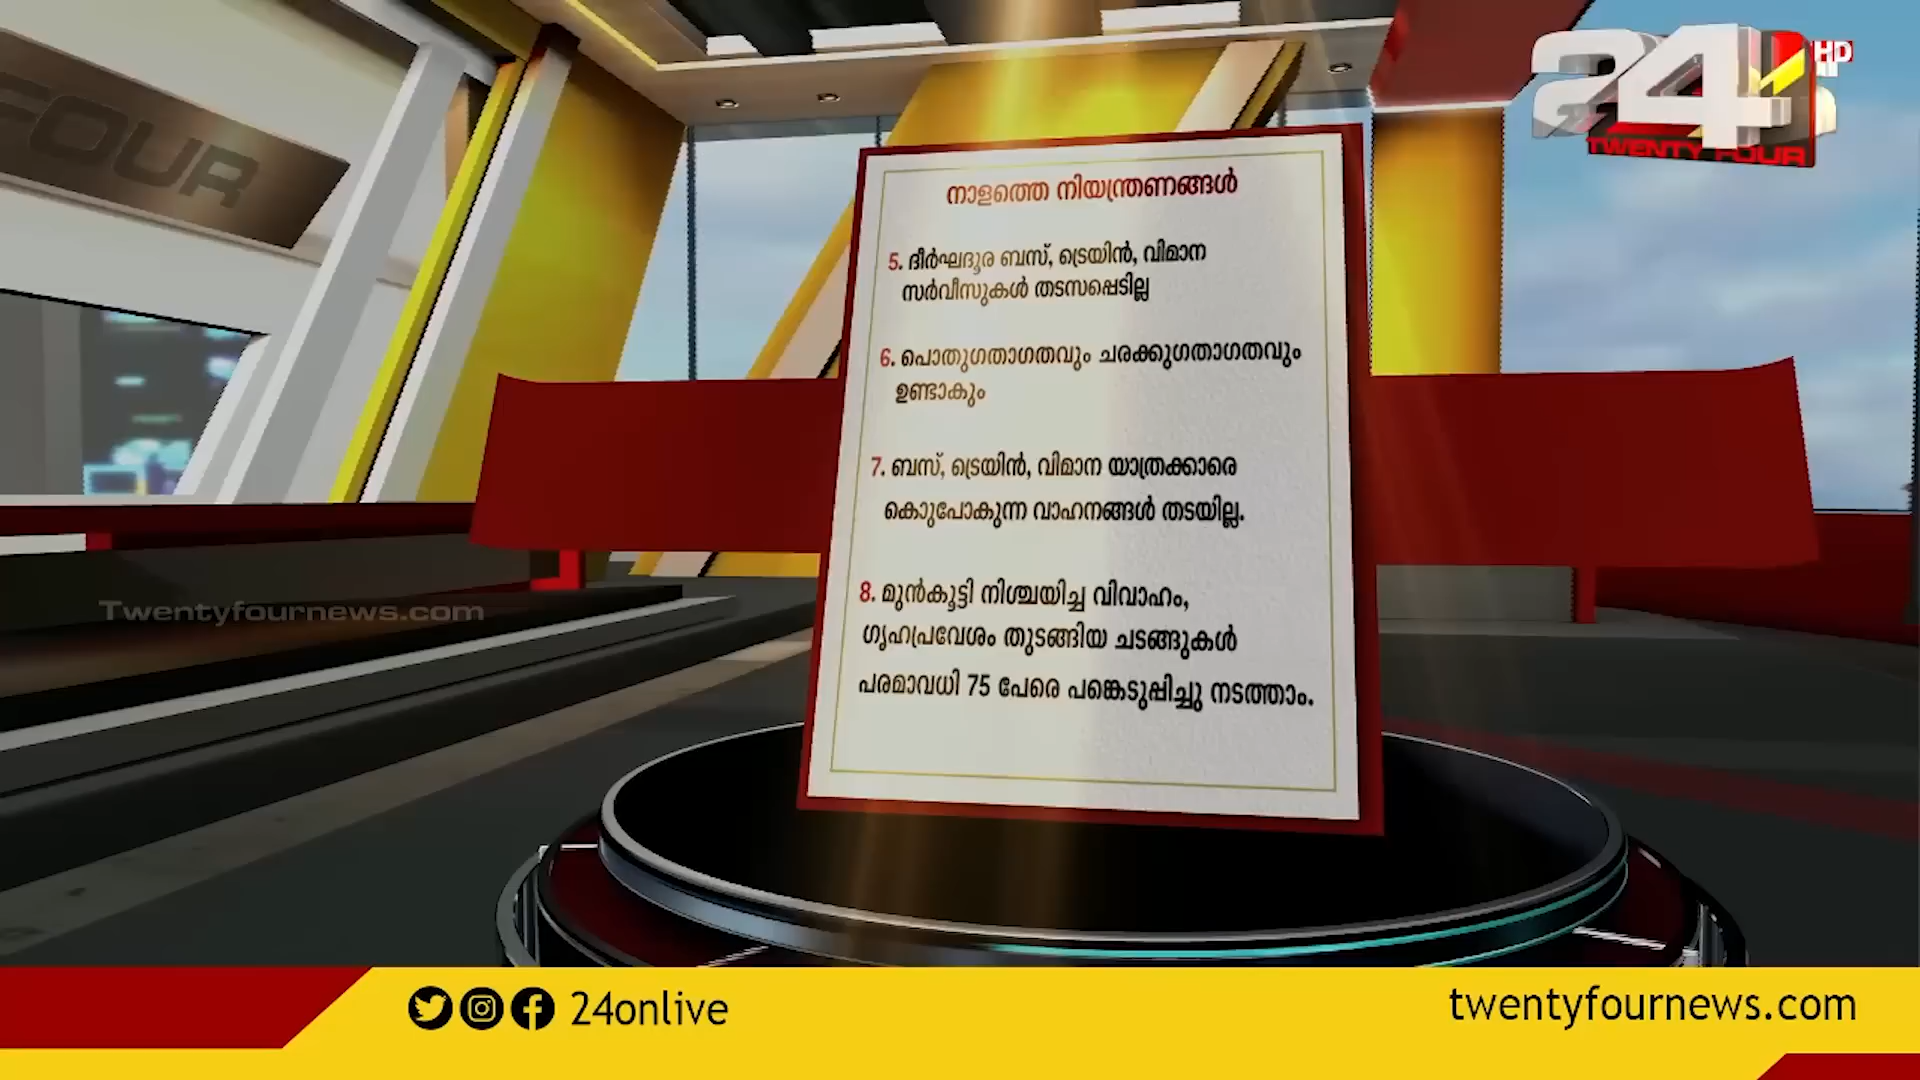 FOUR
24
HD
TWENTY FOUR
നാളത്തെ നിയന്ത്രണങ്ങൾ
5. ദീർഘദൂര ബസ്, ട്രെയിൻ, വിമാന
സർവീസുകൾ തടസപ്പെടില്ല
6. പൊതുഗതാഗതവും ചരക്കുഗതാഗതവും
ഉണ്ടാകും
7. ബസ്, ട്രെയിൻ, വിമാന യാത്രക്കാരെ
കൊുപോകുന്ന വാഹനങ്ങൾ തടയില്ല.
8. മുൻകൂട്ടി നിശ്ചയിച്ച വിവാഹം,
ഗൃഹപ്രവേശം തുടങ്ങിയ ചടങ്ങുകൾ
പരമാവധി 75 പേരെ പങ്കെടുപ്പിച്ചു നടത്താം.
Twentyfournews.com
24onlive
twentyfournews.com